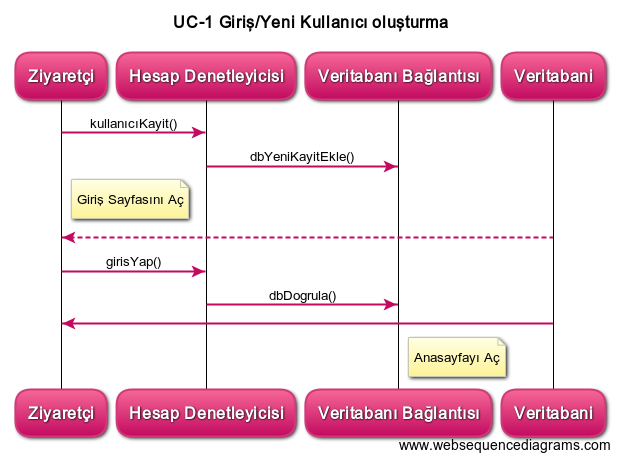 UC-1 Giriş/Yeni Kullanıcı oluşturma
Ziyaretçi Hesap Denetleyicisi Veritabanı Bağlantısı Veritabani
kullanıcıKayit()
dbYeniKayitEkle()
Giriş Sayfasını Aç
girisYap()
dbDogrula()
Anasayfayı Aç
Ziyaretçi Hesap Denetleyicisi Veritabanı Bağlantısı Veritabani
www.websequencediagrams.com